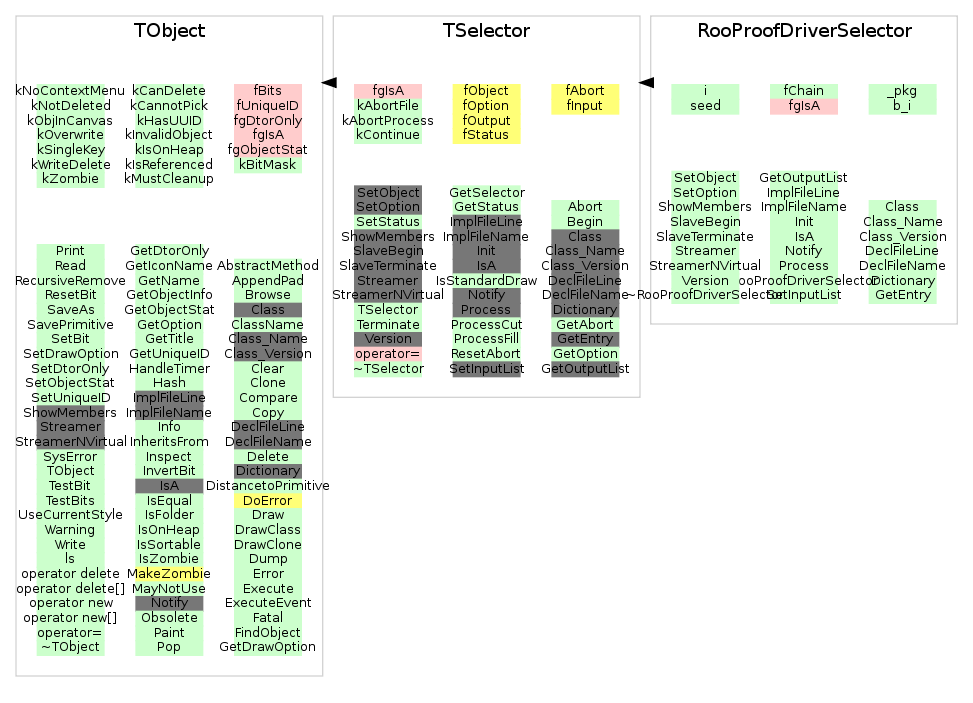 TObject
kNoContextMenu
kNotDeleted
kObjInCanvas
kOverwrite
kSingleKey
kWriteDelete
kZombie
kCanDelete
kCannotPick
kHasUUID
kInvalidObject
kIsOnHeap
kIsReferenced
kMustCleanup
fBits
fUniqueID
fgDtorOnly
fgIsA
fgObjectStat
kBitMask
Print
Read
RecursiveRemove
ResetBit
SaveAs
SavePrimitive
SetBit
SetDrawOption
SetDtorOnly
SetObjectStat
SetUniqueID
ShowMembers
Streamer
StreamerNVirtual
SysError
TObject
TestBit
TestBits
UseCurrentStyle
Warning
Write
ls
operator delete
operator delete[]
operator new
operator new[]
operator=
~TObject
GetDtorOnly
GetIconName
GetName
GetObjectInfo
GetObjectStat
GetOption
GetTitle
GetUniqueID
HandleTimer
Hash
ImplFileLine
ImplFileName
Info
InheritsFrom
Inspect
InvertBit
IsA
IsEqual
IsFolder
IsOnHeap
IsSortable
IsZombie
MakeZombie
MayNotUse
Notify
Obsolete
Paint
Pop
AbstractMethod
AppendPad
Browse
Class
ClassName
Class_Name
Class_Version
Clear
Clone
Compare
Copy
DeclFileLine
DeclFileName
Delete
Dictionary
DistancetoPrimitive
DoError
Draw
DrawClass
DrawClone
Dump
Error
Execute
ExecuteEvent
Fatal
FindObject
GetDrawOption
TSelector
fgIsA
kAbortFile
kAbortProcess
kContinue
fObject
fOption
fOutput
fStatus
fAbort
fInput
SetObject
SetOption
SetStatus
ShowMembers
SlaveBegin
SlaveTerminate
Streamer
StreamerNVirtual
TSelector
Terminate
Version
operator=
~TSelector
GetSelector
GetStatus
ImplFileLine
ImplFileName
Init
IsA
IsStandardDraw
Notify
Process
ProcessCut
ProcessFill
ResetAbort
SetInputList
Abort
Begin
Class
Class_Name
Class_Version
DeclFileLine
DeclFileName
Dictionary
GetAbort
GetEntry
GetOption
GetOutputList
RooProofDriverSelector
i
seed
fChain
fgIsA
_pkg
b_i
SetObject
SetOption
ShowMembers
SlaveBegin
SlaveTerminate
Streamer
StreamerNVirtual
Version
~RooProofDriverSelector
GetOutputList
ImplFileLine
ImplFileName
Init
IsA
Notify
Process
RooProofDriverSelector
SetInputList
Class
Class_Name
Class_Version
DeclFileLine
DeclFileName
Dictionary
GetEntry